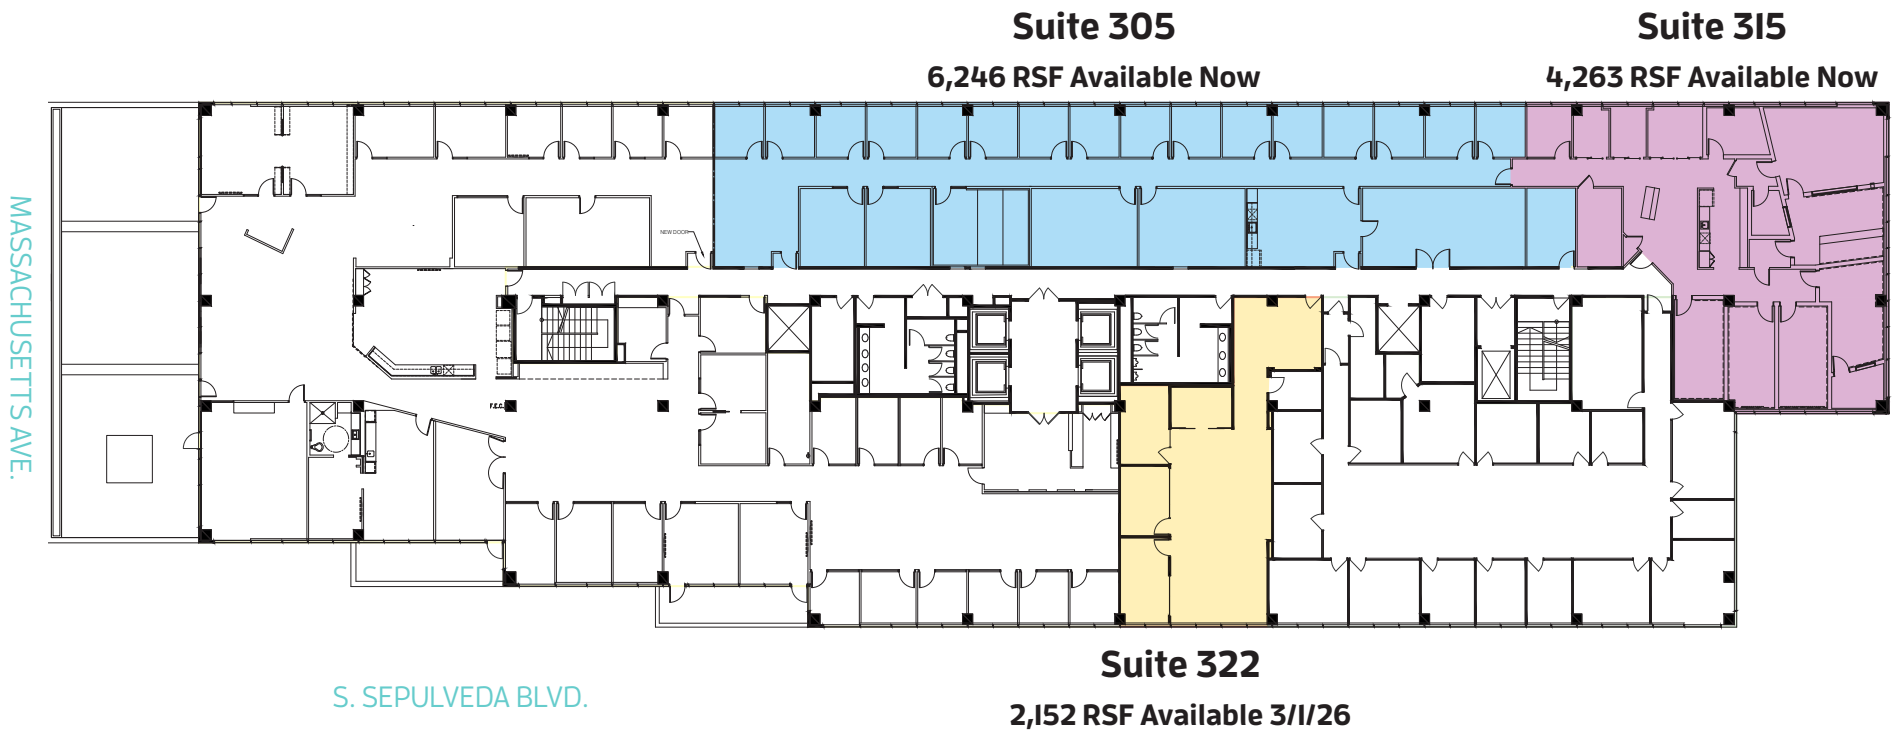 Suite 305
6,246 RSF Available Now
Suite 315
4,263 RSF Available Now
MASSACHUSETTS AVE.
NEW DOOR
F.E.C.
Suite 322
2,152 RSF Available 3/1/26
S. SEPULVEDA BLVD.